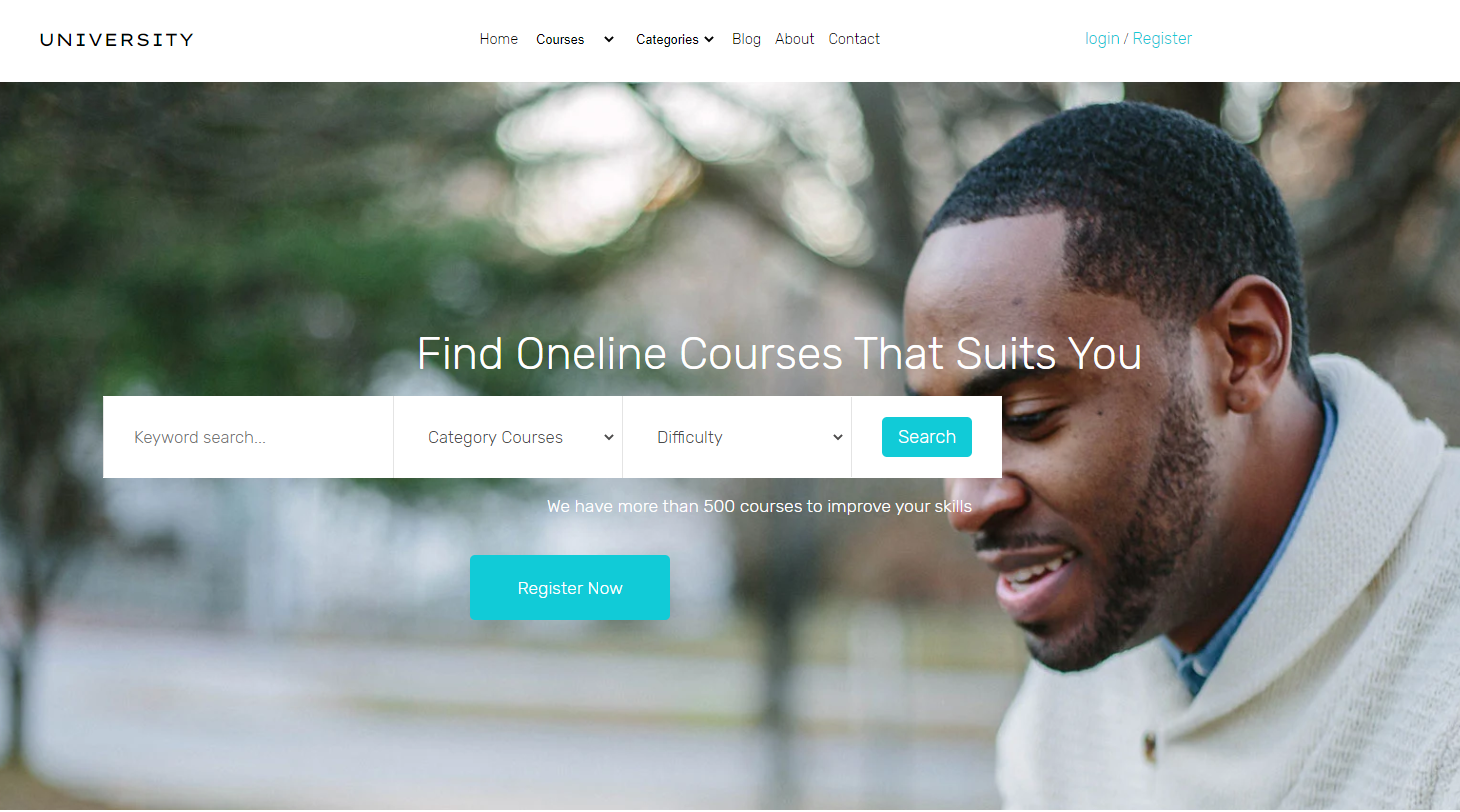 UNIVERSITY Home Courses Categories Blog About Contact login / Register
Find Oneline Courses That Suits You
Keyword search... Category Courses Difficulty Search
We have more than 500 courses to improve your skills
Register Now